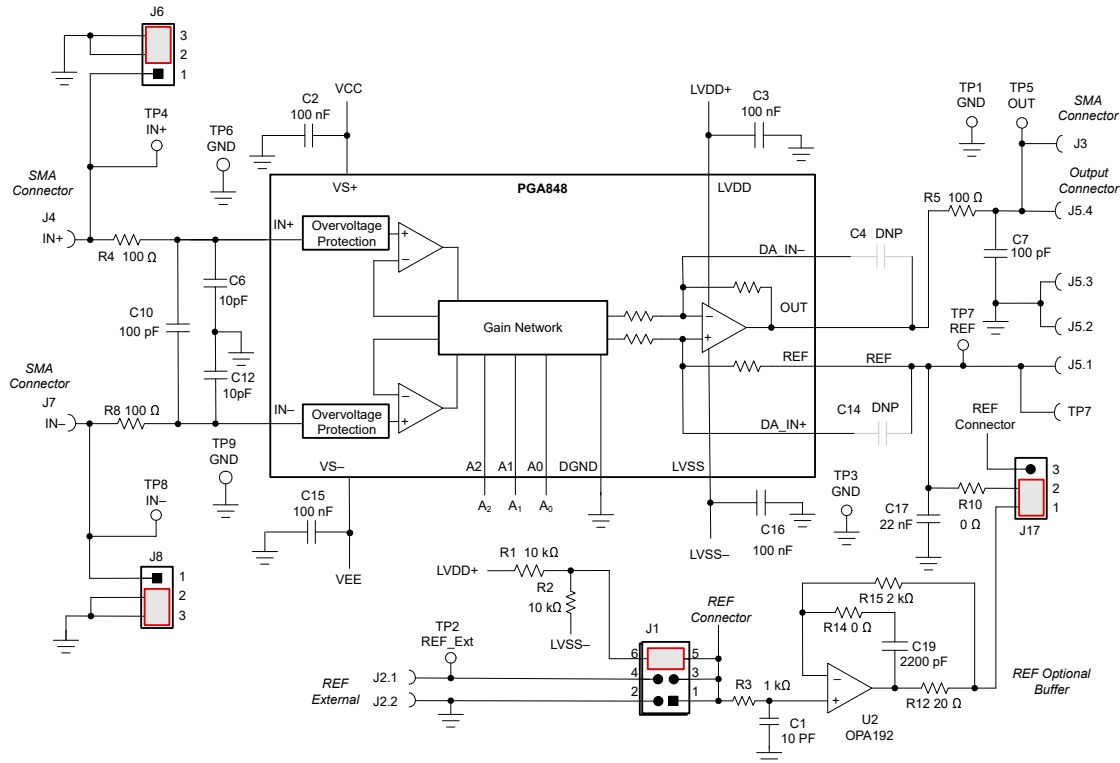 J6
3
2
1
TP4
IN+
TP6
GND
SMA
Connector
J4
IN+
R4 100 Ω
C10
100 pF
C6
10pF
C12
10pF
SMA
Connector
J7
IN–
R8 100 Ω
TP9
GND
TP8
IN–
J8
1
2
3
C2
100 nF
VCC
VS+
PGA848
LVDD+
LVDD
C3
100 nF
IN+
Overvoltage
Protection
+
–
Gain Network
–
+
IN–
Overvoltage
Protection
VS–
A2
A1
A0
DGND
LVSS
A2
A1
A0
C15
100 nF
VEE
–
+
DA_IN–
OUT
REF
DA_IN+
C4 DNP
REF
C14
DNP
TP1
GND
TP5
OUT
SMA
Connector
J3
Output
Connector
R5 100 Ω
J5.4
C7
100 pF
J5.3
J5.2
TP7
REF
J5.1
TP7
REF
Connector
3
2
1
J17
R10
0 Ω
C17
22 nF
TP3
GND
C16
100 nF
LVSS–
R1 10 kΩ
LVDD+
R2
10 kΩ
LVSS–
TP2
REF_Ext
REF
External
J2.1
J2.2
J1
6
5
4
3
2
1
REF
Connector
R3
1 kΩ
C1
10 PF
R15 2 kΩ
R14 0 Ω
C19
2200 pF
–
+
U2
OPA192
R12 20 Ω
REF Optional
Buffer